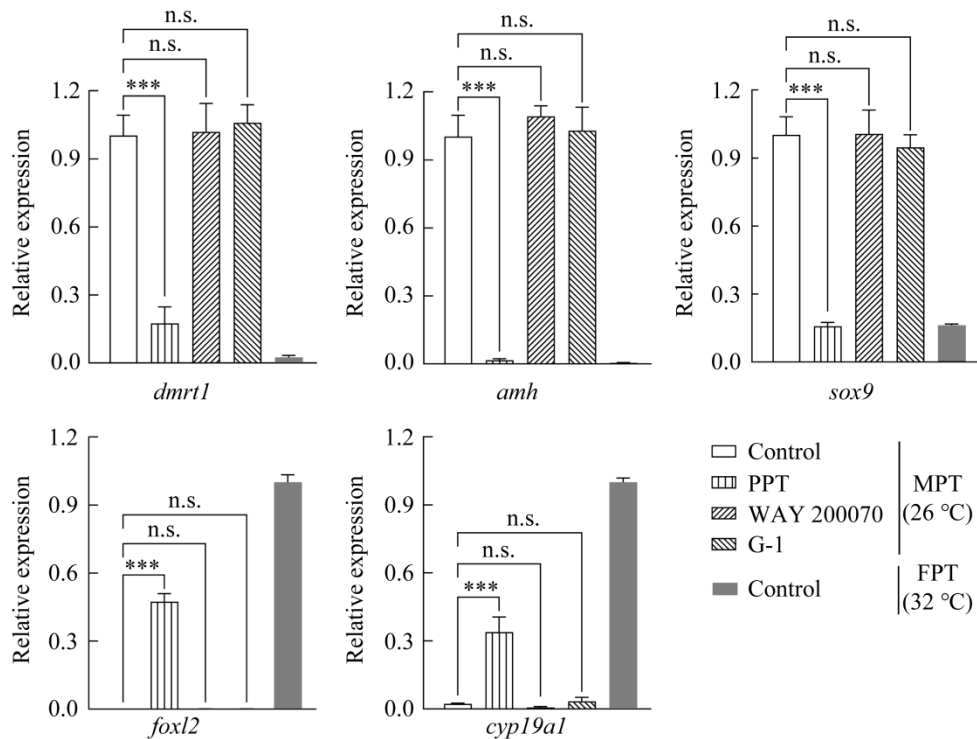 n.s.
n.s.
***
Relative expression
1.2
0.9
0.6
0.3
0.0
dmrt1
n.s.
n.s.
***
Relative expression
1.2
0.9
0.6
0.3
0.0
amh
n.s.
n.s.
***
Relative expression
1.2
0.9
0.6
0.3
0.0
sox9
n.s.
n.s.
***
Relative expression
1.2
0.9
0.6
0.3
0.0
foxl2
n.s.
n.s.
***
Relative expression
1.2
0.9
0.6
0.3
0.0
cyp19a1
Control
PPT
WAY 200070
G-1
MPT
(26 ℃)
Control
FPT
(32 ℃)